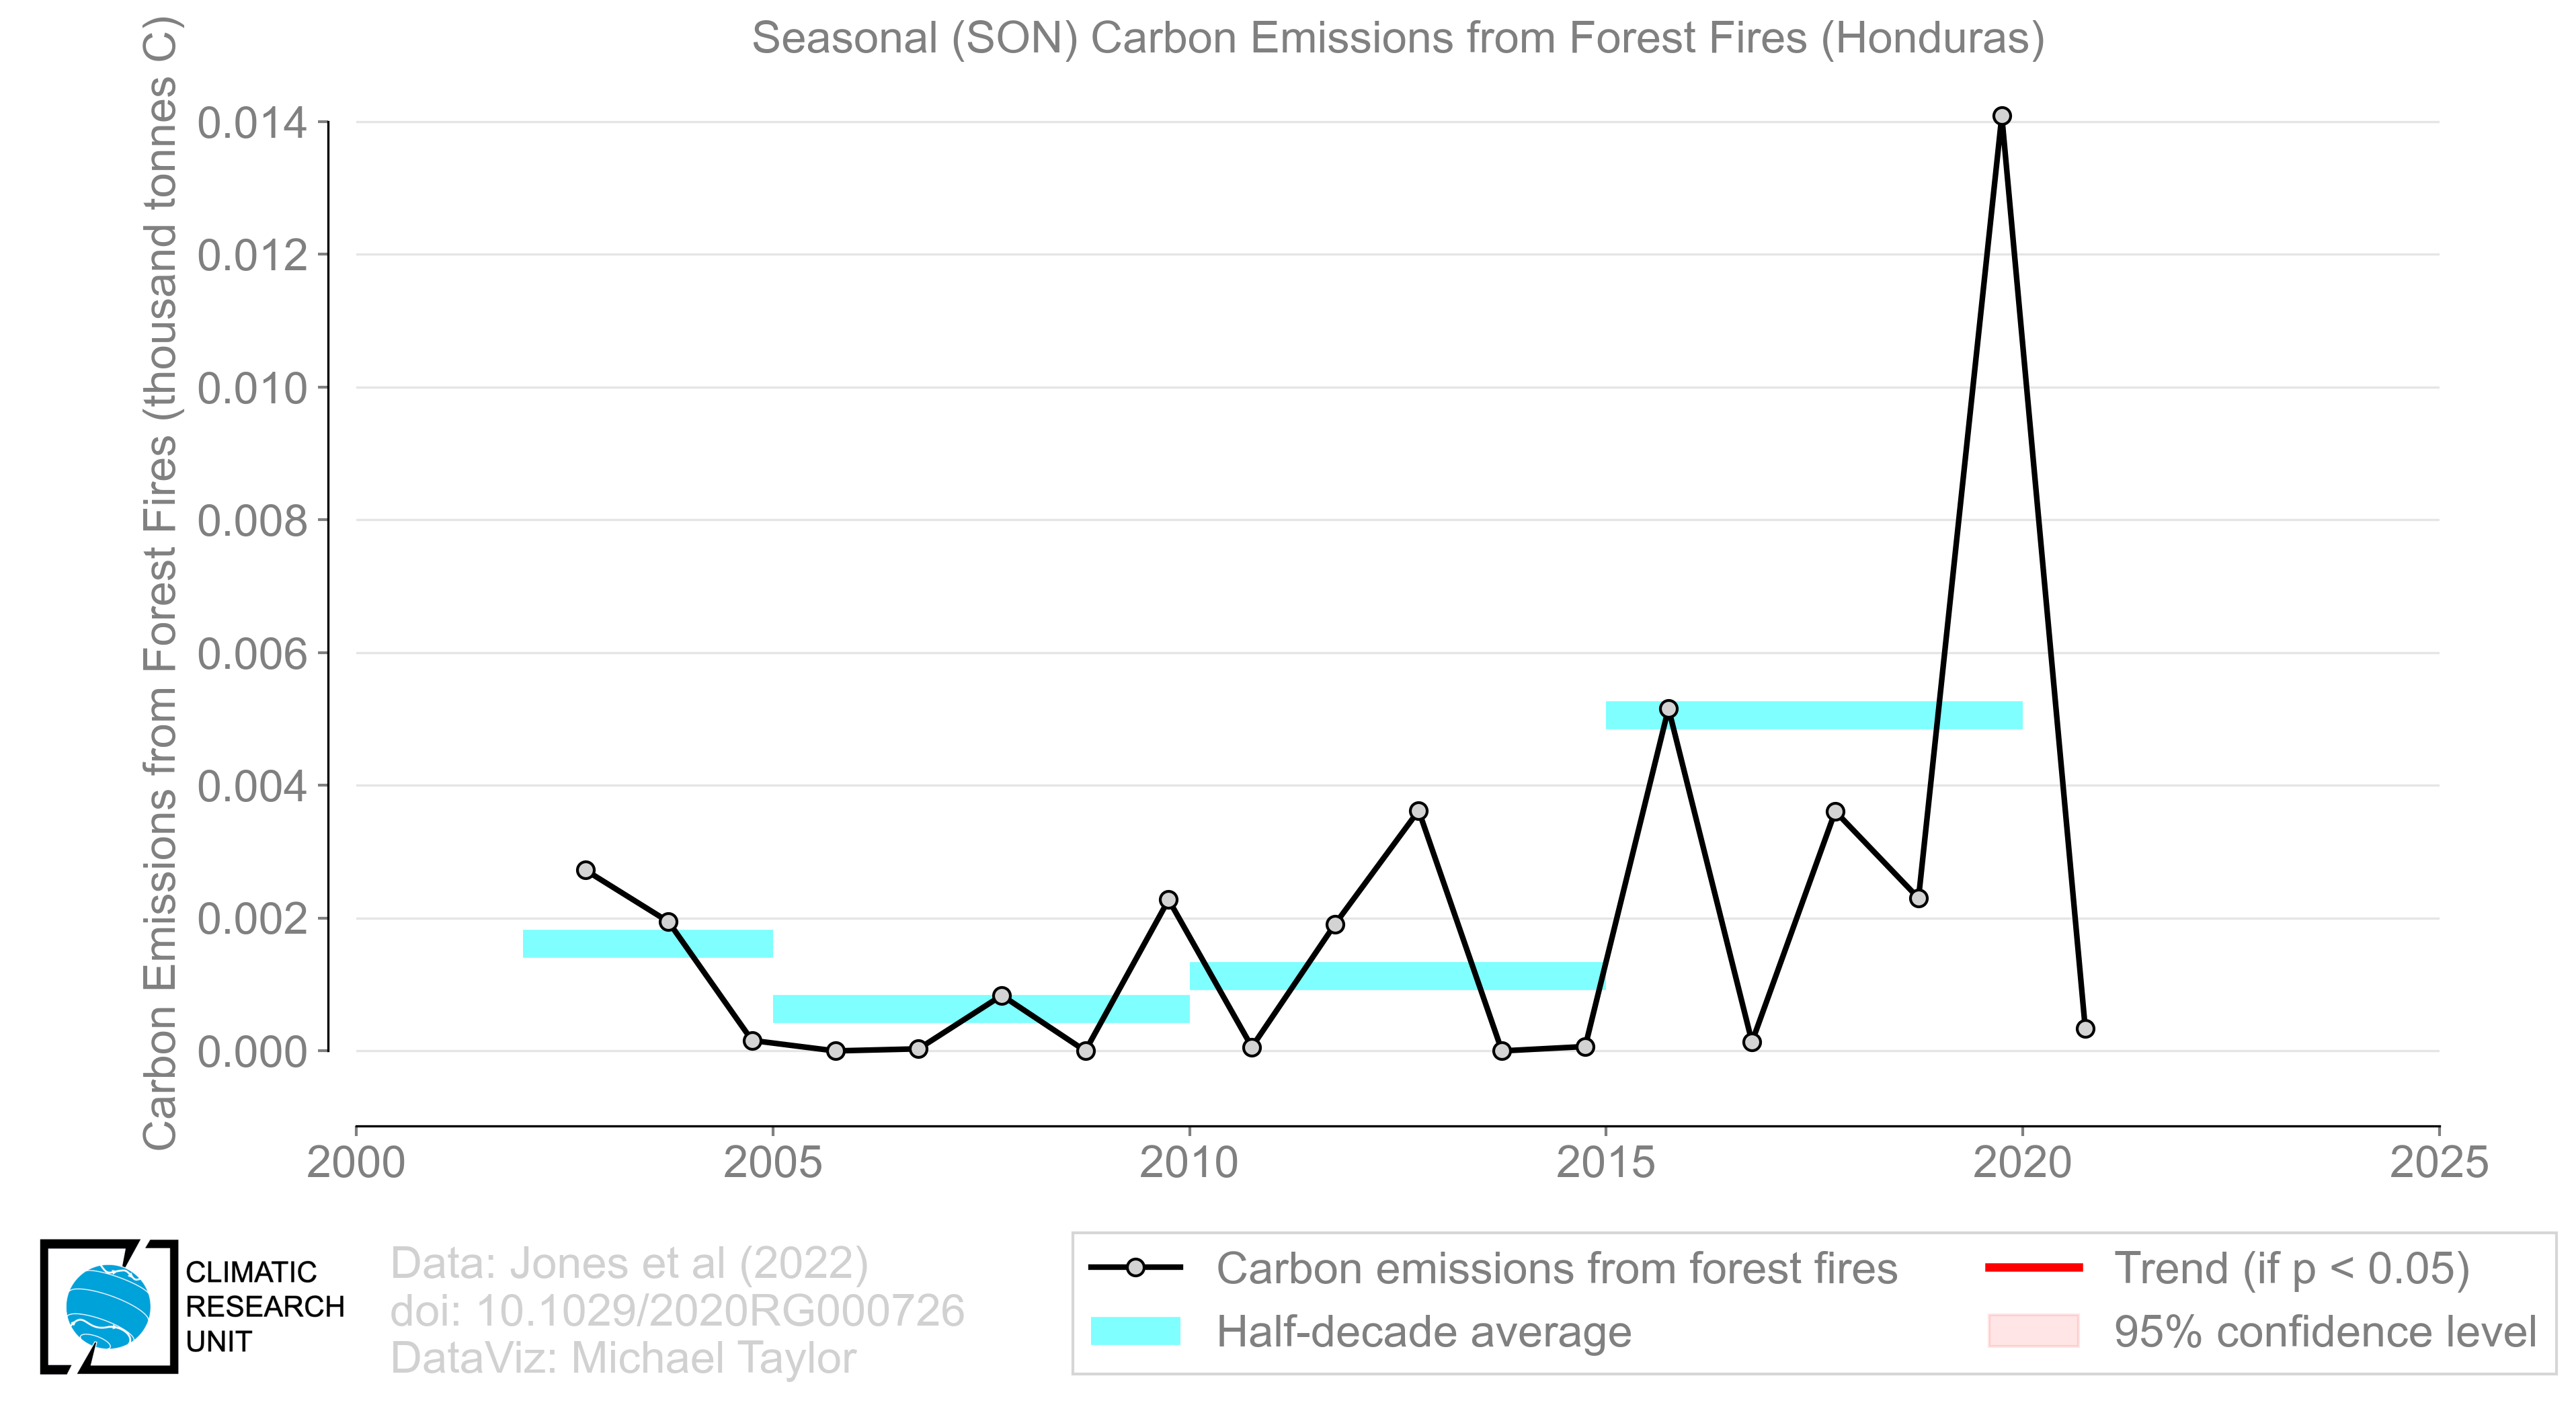 Seasonal (SON) Carbon Emissions from Forest Fires (Honduras)
Carbon Emissions from Forest Fires (thousand tonnes C)
0.014
0.012
0.010
0.008
0.006
0.004
0.002
0.000
2000 2005 2010 2015 2020 2025
CLIMATIC
RESEARCH
UNIT
Data: Jones et al (2022)
doi: 10.1029/2020RG000726
DataViz: Michael Taylor
Carbon emissions from forest fires
Half-decade average
Trend (if p < 0.05)
95% confidence level